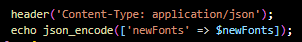 header('Content-Type: application/json');
echo json_encode(['newFonts' => $newFonts]);